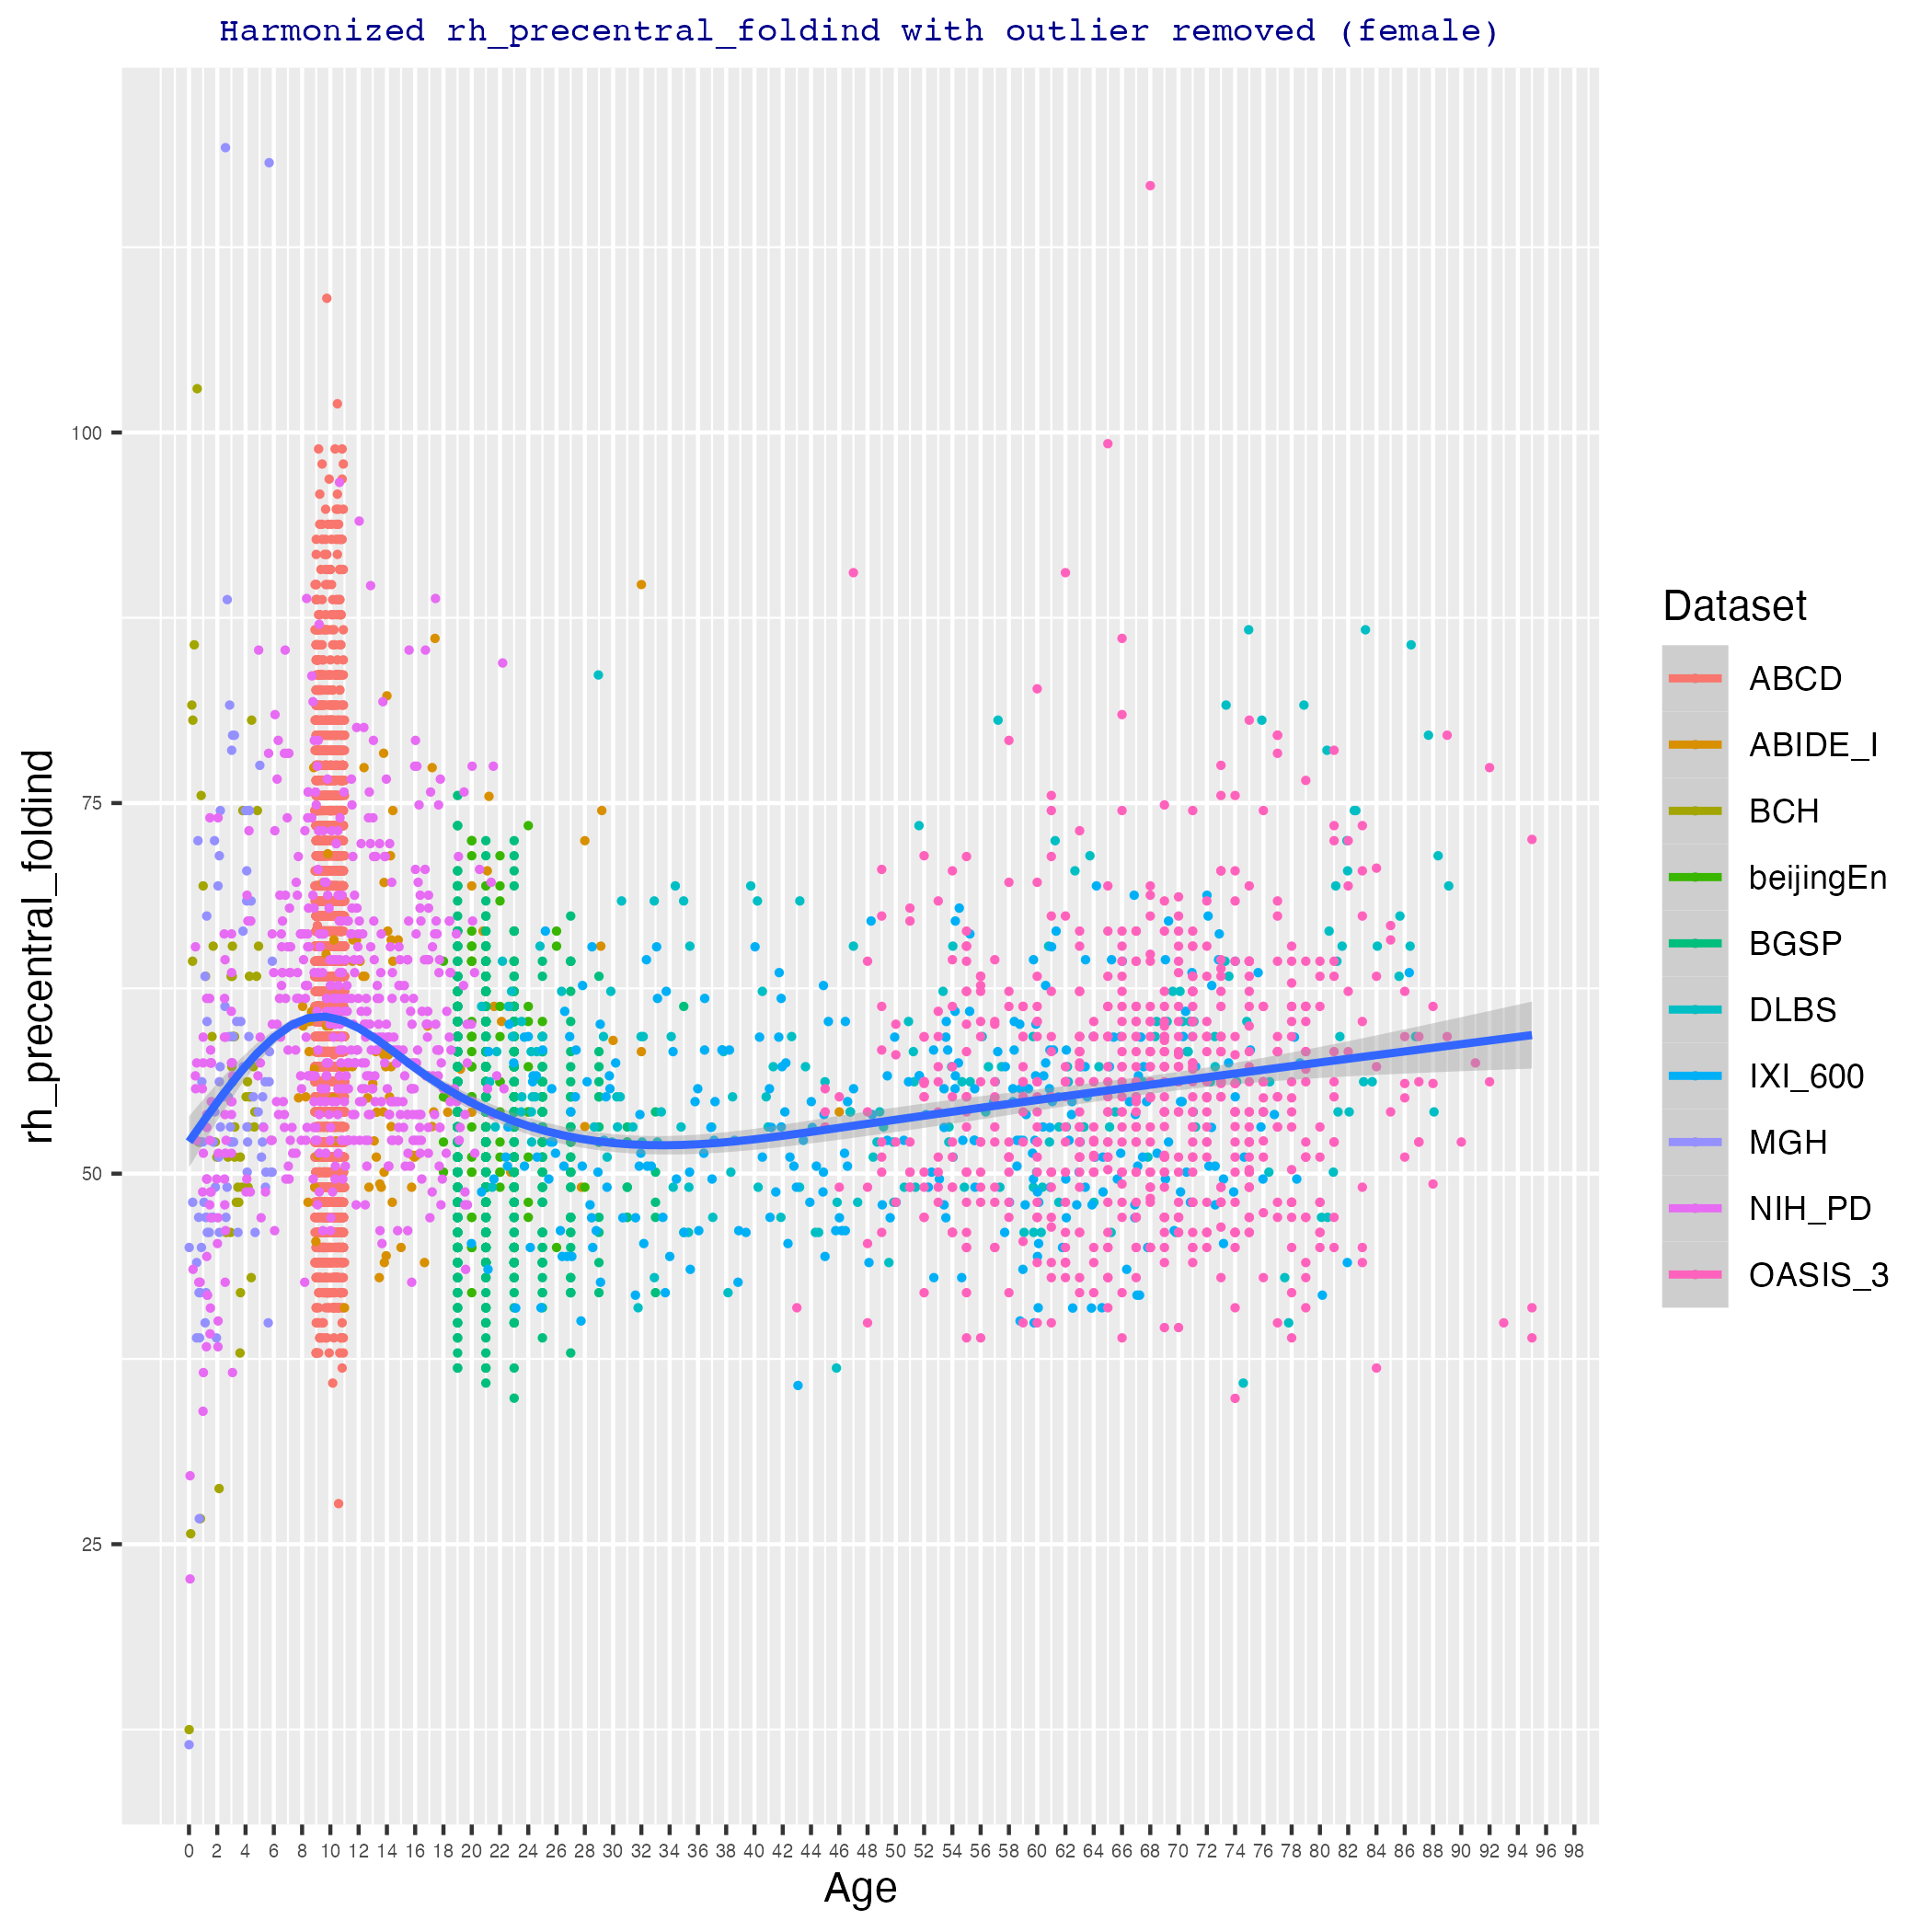 Harmonized rh_precentral_foldind with outlier removed (female)
rh_precentral_foldind
100
75
50
25
0 2 4 6 8 10 12 14 16 18 20 22 24 26 28 30 32 34 36 38 40 42 44 46 48 50 52 54 56 58 60 62 64 66 68 70 72 74 76 78 80 82 84 86 88 90 92 94 96 98
Age
Dataset
ABCD
ABIDE_I
BCH
beijingEn
BGSP
DLBS
IXI_600
MGH
NIH_PD
OASIS_3